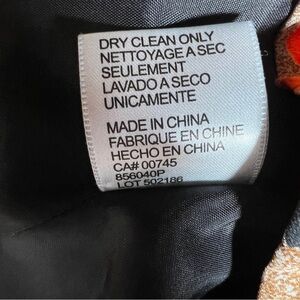 DRY CLEAN ONLY
NETTOYAGE A SEC
SEULEMENT
LAVADO A SECO
UNICAMENTE
MADE IN CHINA
FABRIQUE EN CHINE
HECHO EN CHINA
CA# 00745
856040P
LOT 502186